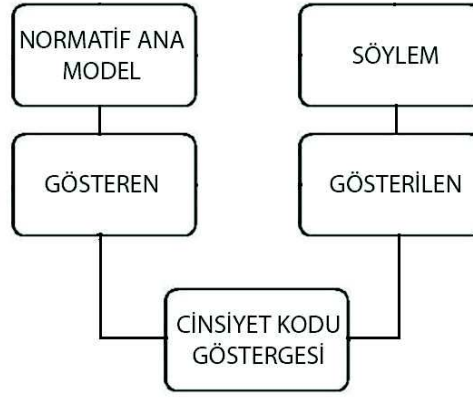 NORMATİF ANA
MODEL
SÖYLEM
GÖSTEREN
GÖSTERİLEN
CİNSİYET KODU
GÖSTERGESİ